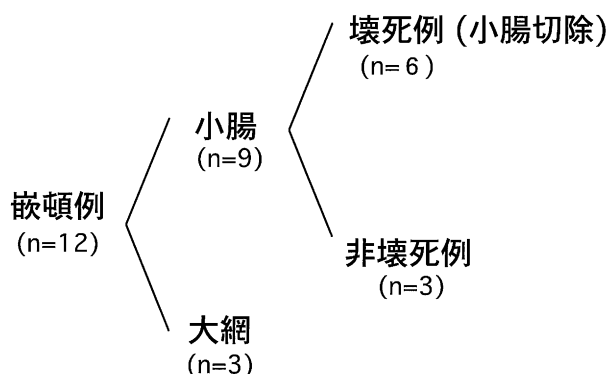 嵌頓例
(n=12)
小腸
(n=9)
大網
(n=3)
壊死例 (小腸切除)
(n=6)
非壊死例
(n=3)